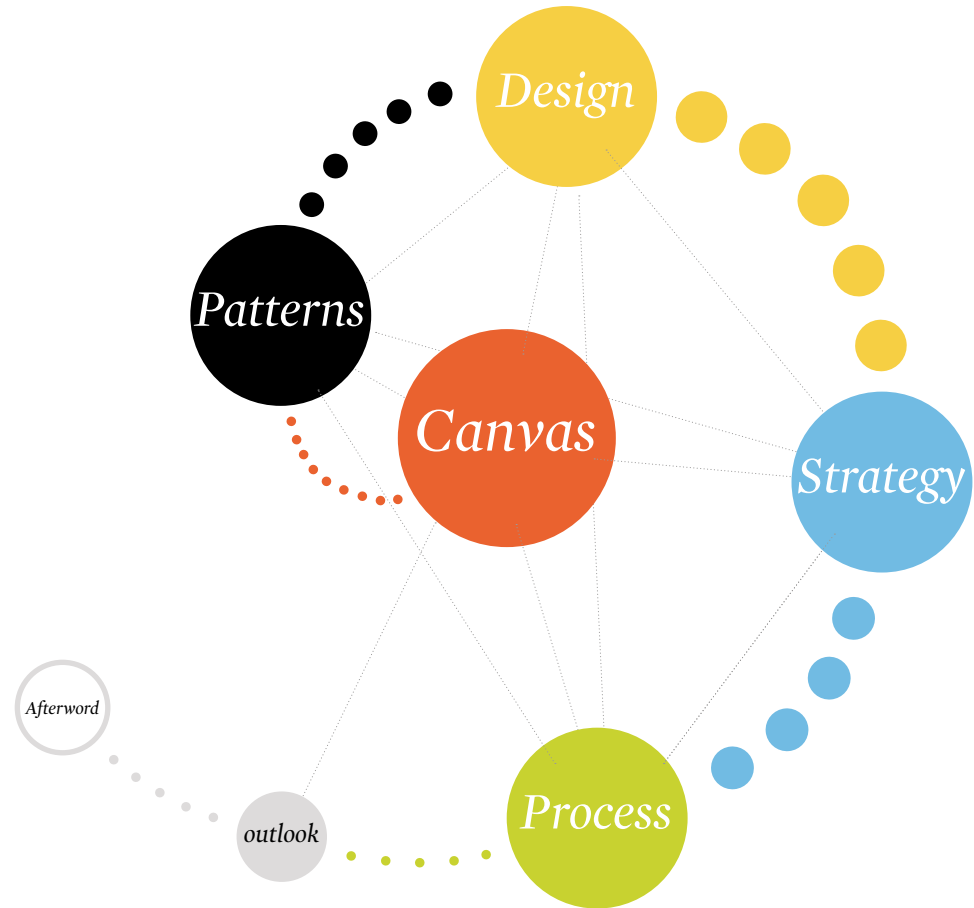 Design
Patterns
Canvas
Strategy
Afterword
Process
outlook